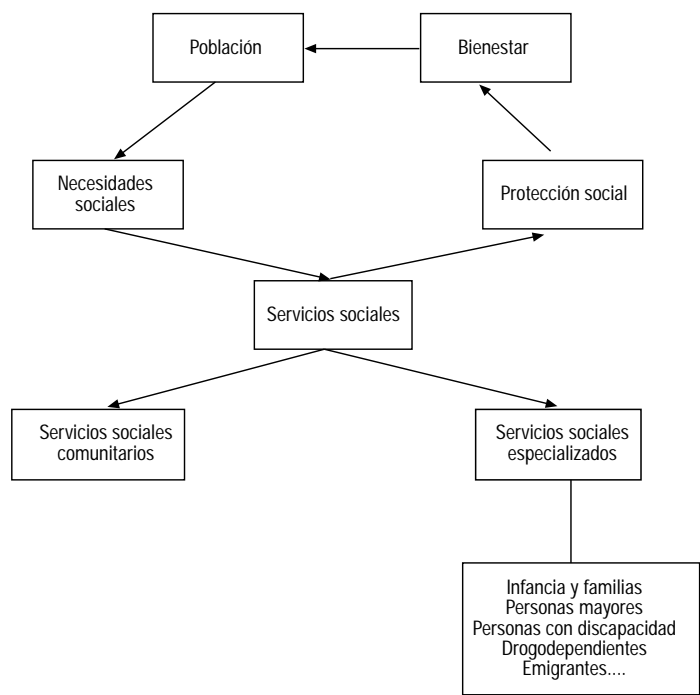 Población
Bienestar
Necesidades
sociales
Protección social
Servicios sociales
Servicios sociales
comunitarios
Servicios sociales
especializados
Infancia y familias
Personas mayores
Personas con discapacidad
Drogodependientes
Emigrantes....